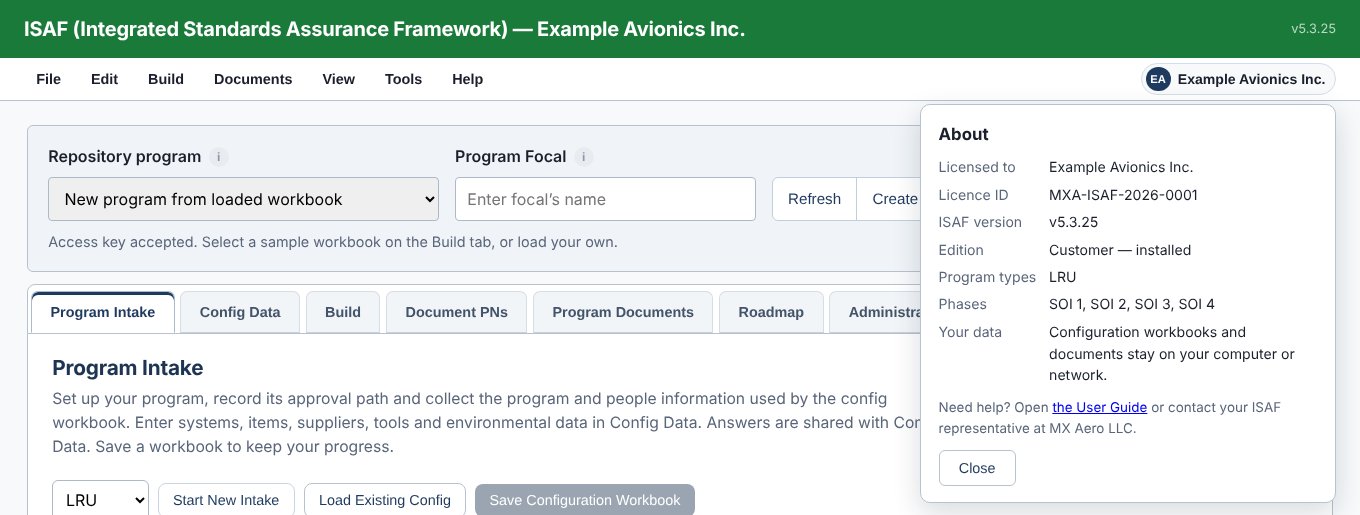 ISAF (Integrated Standards Assurance Framework) — Example Avionics Inc.
v5.3.25
File Edit Build Documents View Tools Help
EA Example Avionics Inc.
Repository program i
Program Focal i
New program from loaded workbook
Enter focal's name
Refresh
Create
Access key accepted. Select a sample workbook on the Build tab, or load your own.
Program Intake
Config Data
Build
Document PNs
Program Documents
Roadmap
Administra
Program Intake
Set up your program, record its approval path and collect the program and people information used by the config
workbook. Enter systems, items, suppliers, tools and environmental data in Config Data. Answers are shared with Con
Data. Save a workbook to keep your progress.
LRU
Start New Intake
Load Existing Config
Save Configuration Workbook
About
Licensed to Example Avionics Inc.
Licence ID MXA-ISAF-2026-0001
ISAF version v5.3.25
Edition Customer — installed
Program types LRU
Phases SOI 1, SOI 2, SOI 3, SOI 4
Your data Configuration workbooks and
documents stay on your computer or
network.
Need help? Open the User Guide or contact your ISAF
representative at MX Aero LLC.
Close